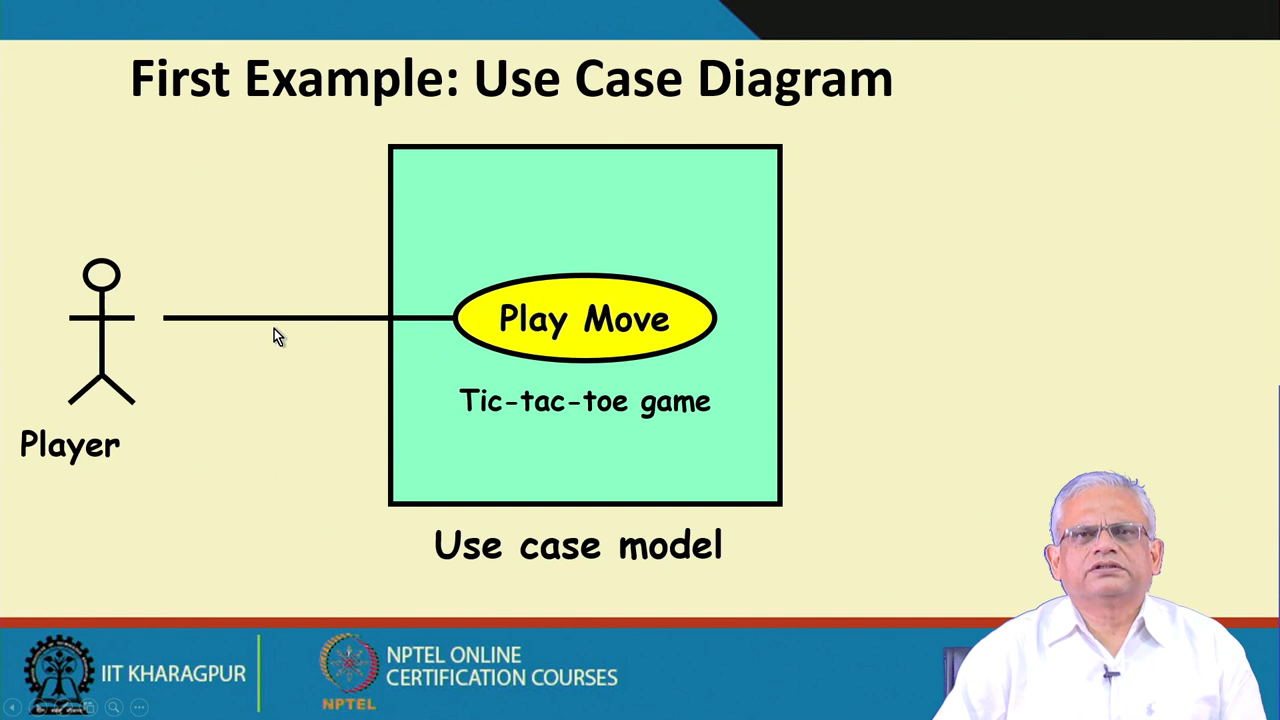 First Example: Use Case Diagram
Play Move
Tic-tac-toe game
Player
Use case model
IIT KHARAGPUR
NPTEL
NPTEL ONLINE
CERTIFICATION COURSES